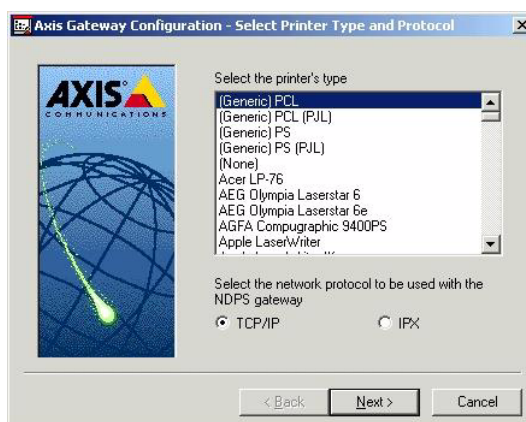 Axis Gateway Configuration - Select Printer Type and Protocol
AXIS
COMMUNICATIONS
Select the printer's type
(Generic) PCL
(Generic) PCL (PJL)
(Generic) PS
(Generic) PS (PJL)
(None)
Acer LP-76
AEG Olympia Laserstar 6
AEG Olympia Laserstar 6e
AGFA Compugraphic 9400PS
Apple LaserWriter
Select the network protocol to be used with the
NDPS gateway
TCP/IP
IPX
< Back
Next >
Cancel